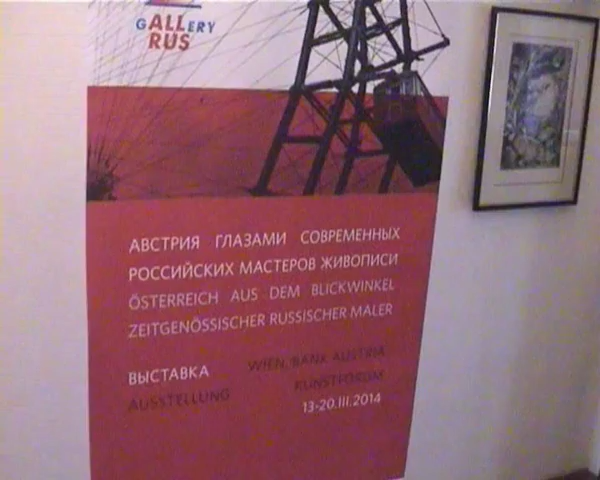 GALLERY
RUS
АВСТРИЯ ГЛАЗАМИ СОВРЕМЕННЫХ
РОССИЙСКИХ МАСТЕРОВ ЖИВОПИСИ
ÖSTERREICH AUS DEM BLICKWINKEL
ZEITGENÖSSISCHER RUSSISCHER MALER
ВЫСТАВКА
AUSSTELLUNG
WIEN, BANK AUSTRIA
KUNSTFORUM
13-20.III.2014